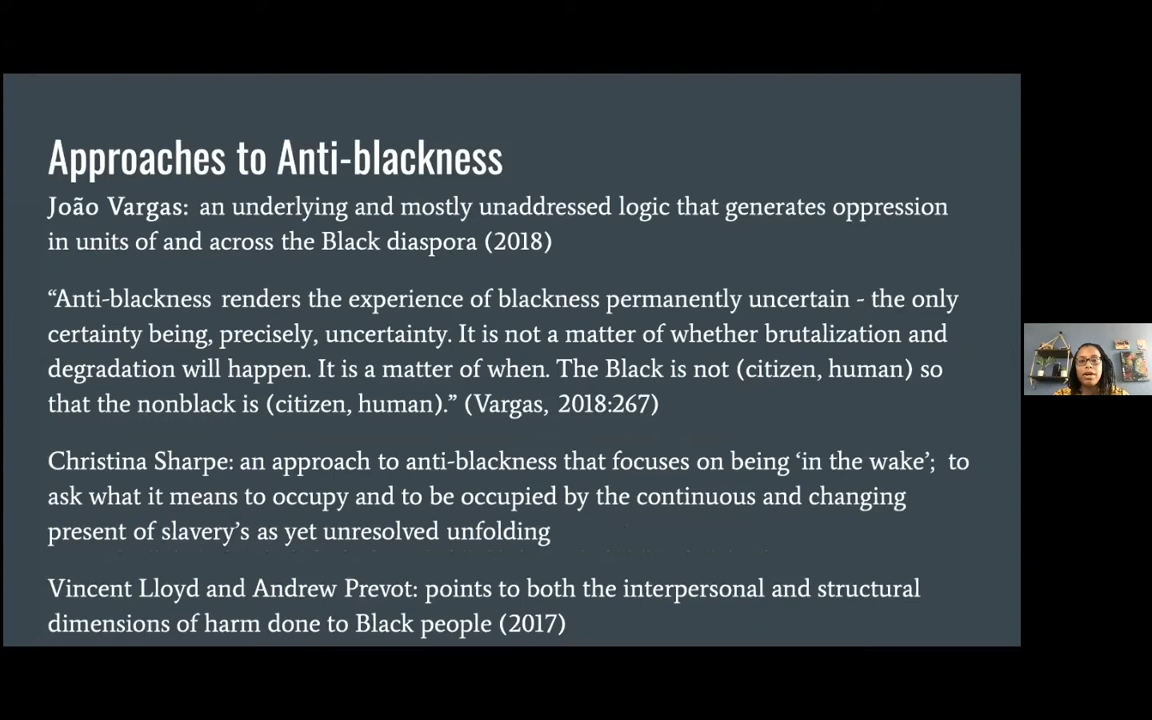 Approaches to Anti-blackness
João Vargas: an underlying and mostly unaddressed logic that generates oppression
in units of and across the Black diaspora (2018)
“Anti-blackness renders the experience of blackness permanently uncertain - the only
certainty being, precisely, uncertainty. It is not a matter of whether brutalization and
degradation will happen. It is a matter of when. The Black is not (citizen, human) so
that the nonblack is (citizen, human).” (Vargas, 2018:267)
Christina Sharpe: an approach to anti-blackness that focuses on being ‘in the wake’; to
ask what it means to occupy and to be occupied by the continuous and changing
present of slavery’s as yet unresolved unfolding
Vincent Lloyd and Andrew Prevot: points to both the interpersonal and structural
dimensions of harm done to Black people (2017)